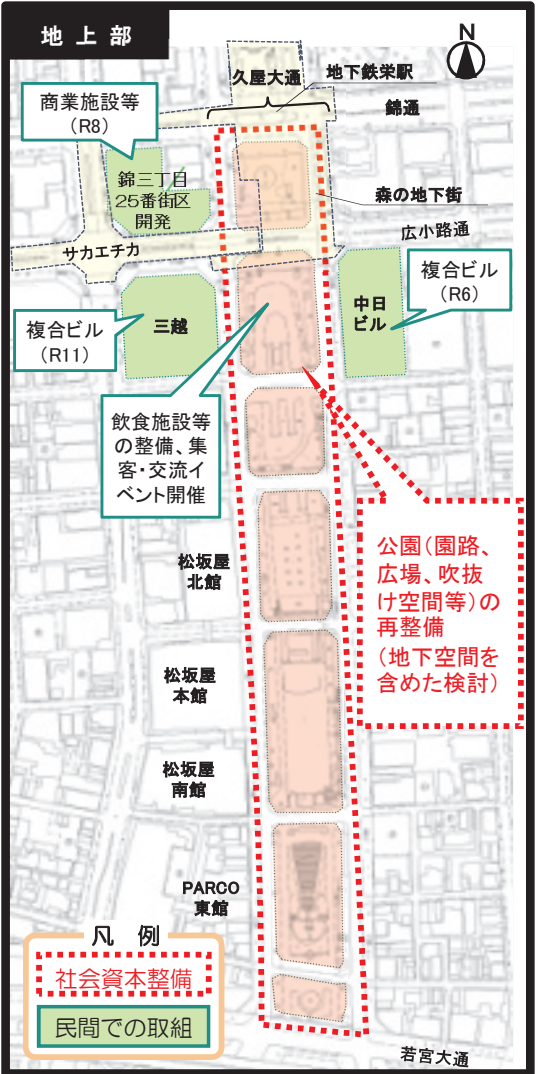 地上部
N
久屋大通
地下鉄栄駅
錦通
商業施設等
(R8)
錦三丁目
25番街区
開発
森の地下街
広小路通
サカエチカ
複合ビル
(R6)
三越
中日
ビル
複合ビル
(R11)
飲食施設等
の整備、集
客・交流イ
ベント開催
公園(園路、
広場、吹抜
け空間等)の
再整備
(地下空間を
含めた検討)
松坂屋
北館
松坂屋
本館
松坂屋
南館
PARCO
東館
凡 例
社会資本整備
民間での取組
若宮大通